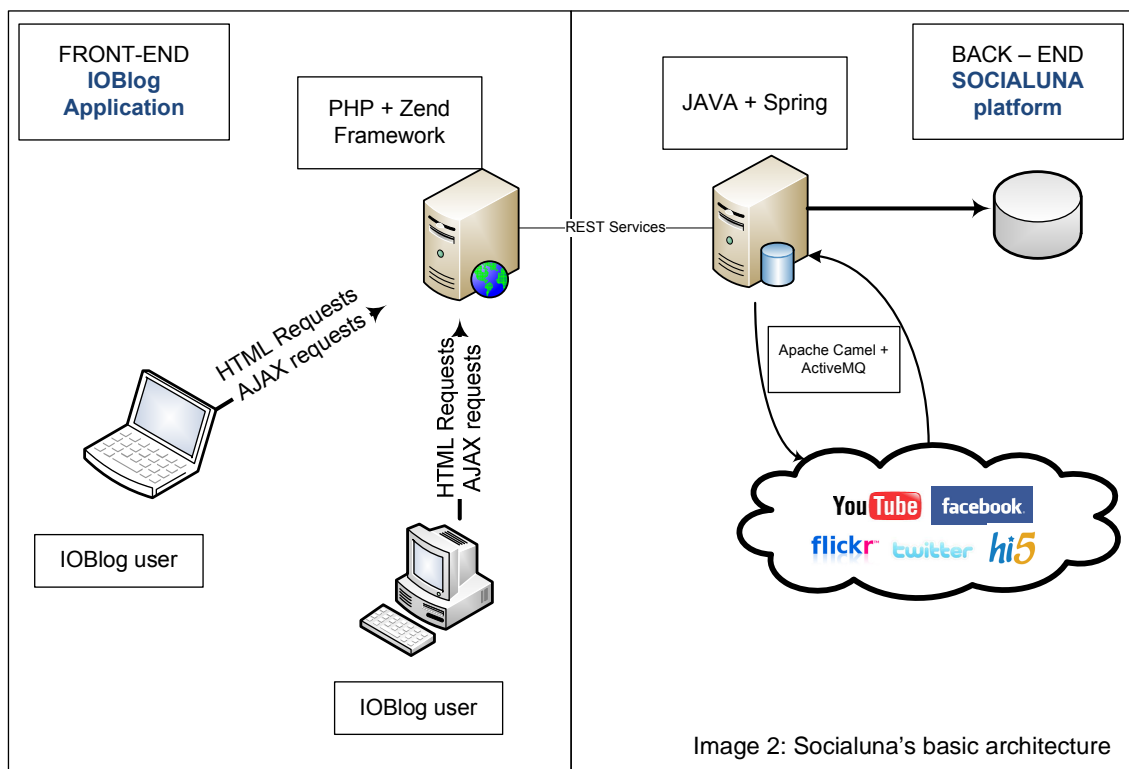 FRONT-END
IOBlog
Application
PHP + Zend
Framework
JAVA + Spring
BACK – END
SOCIALUNA
platform
REST Services
HTML Requests
AJAX requests
HTML Requests
AJAX requests
Apache Camel +
ActiveMQ
YouTube
facebook.
flickr™
twitter
hi5
IOBlog user
IOBlog user
Image 2: Socialuna's basic architecture